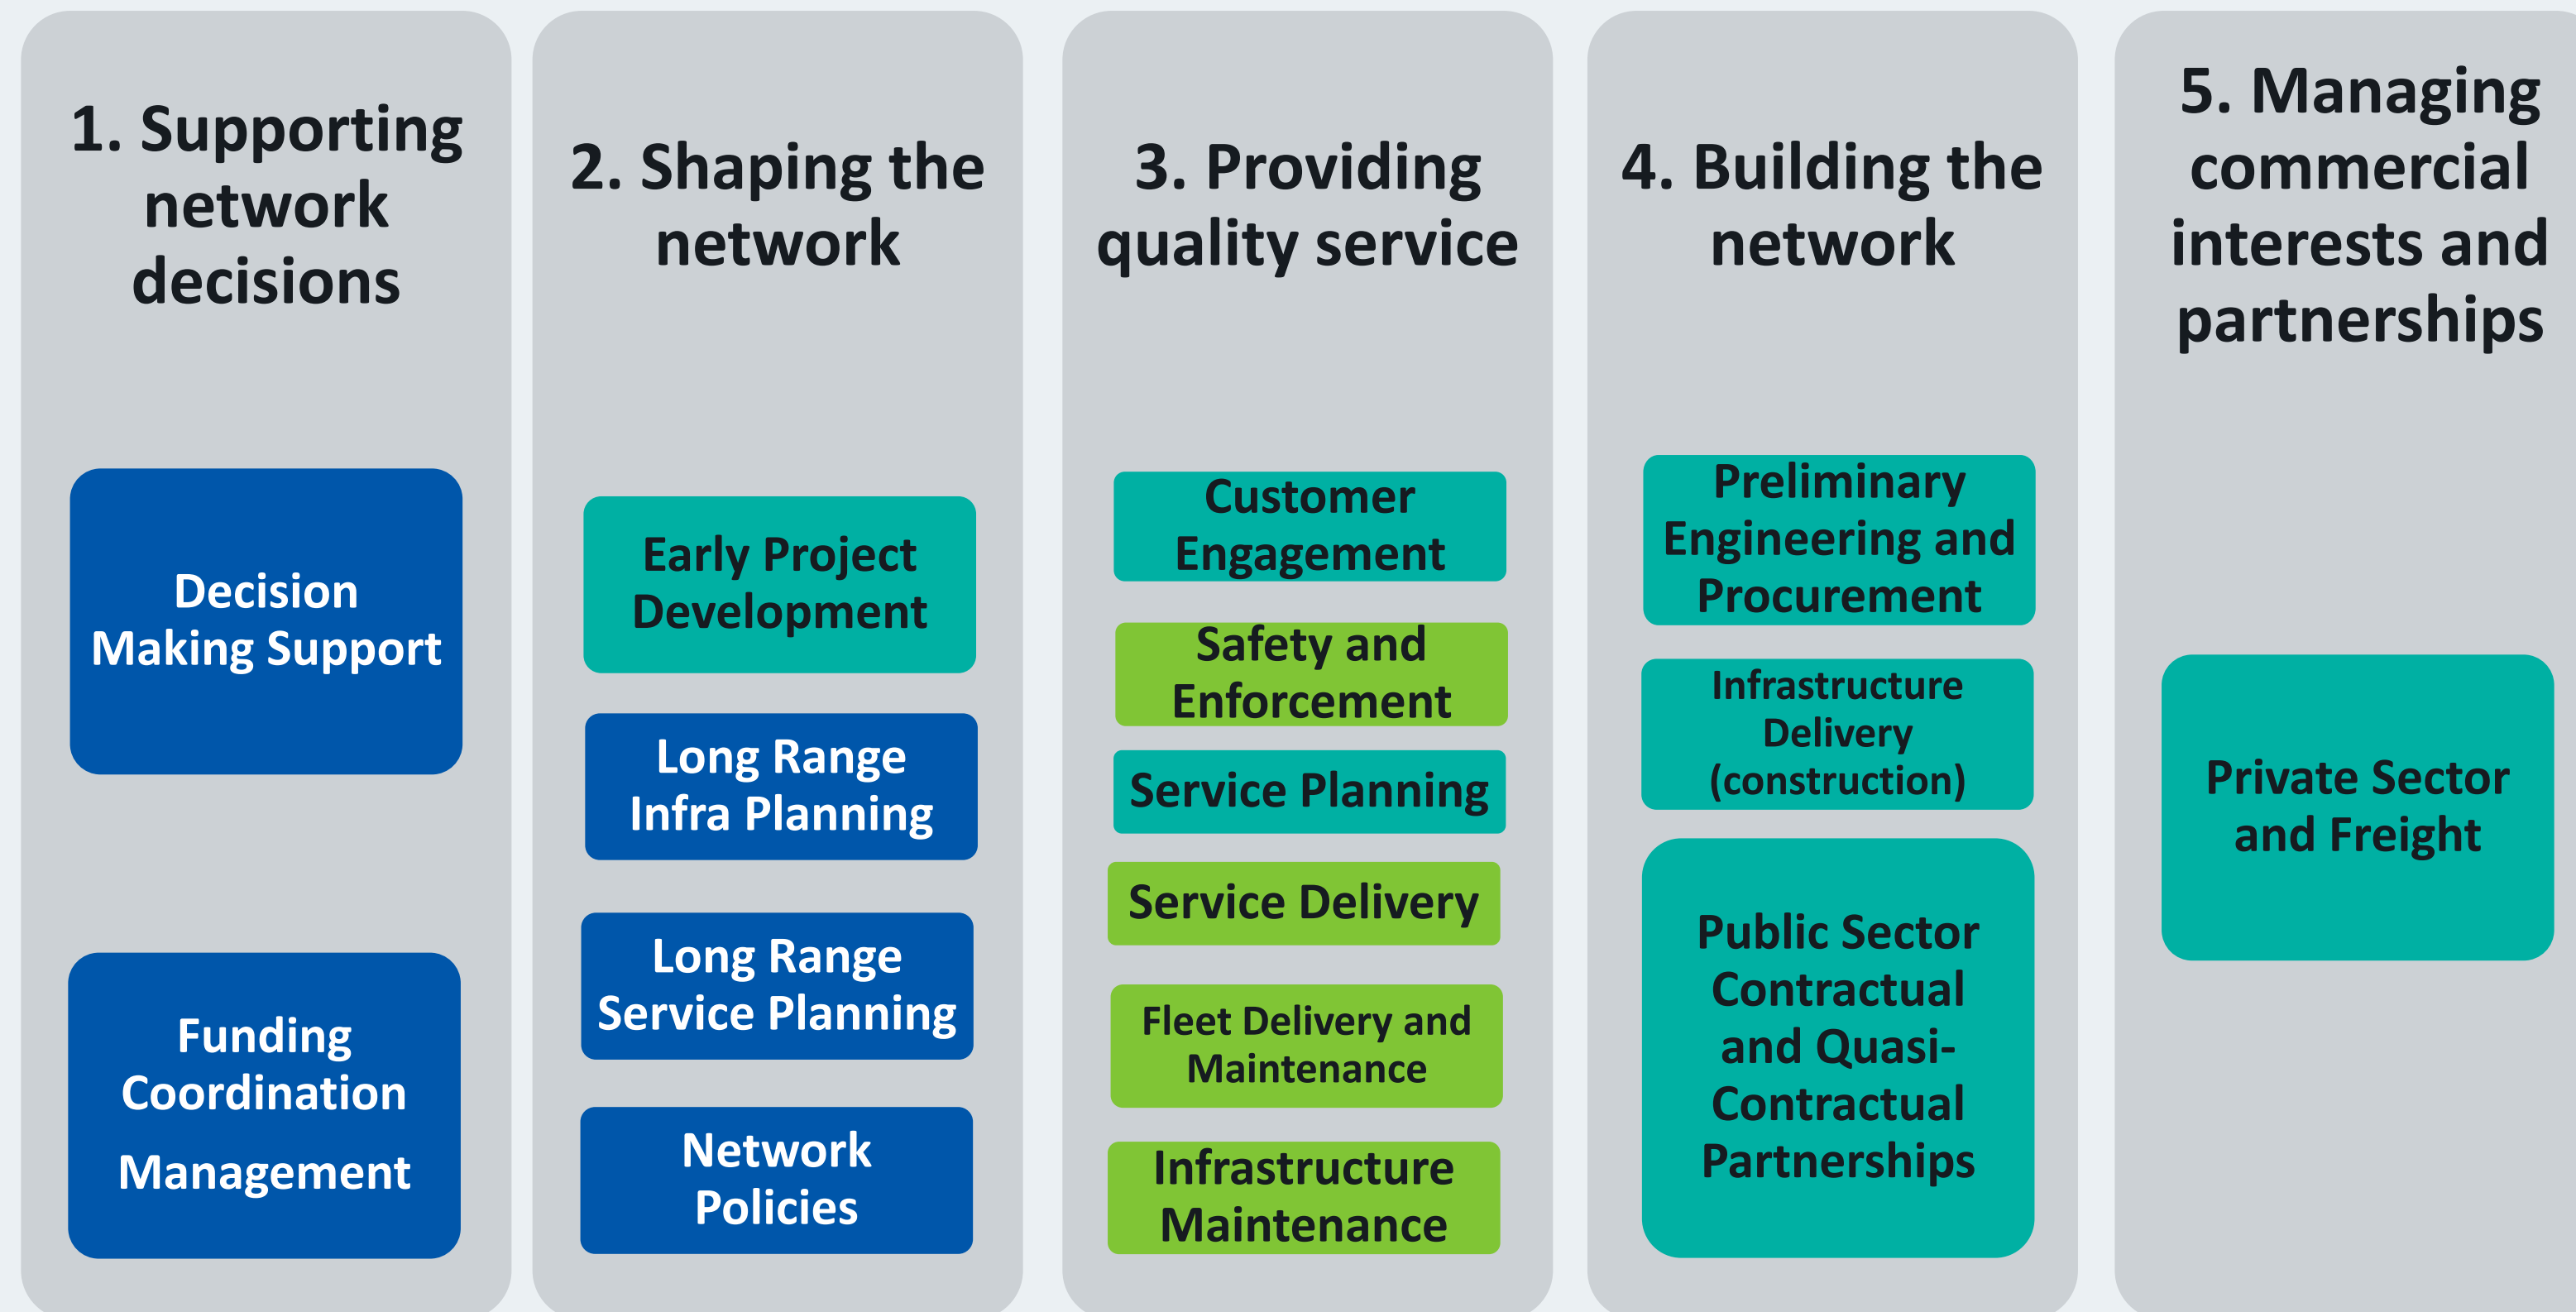 1. Supporting
network
decisions
Decision
Making Support
Funding
Coordination
Management
2. Shaping the
network
Early Project
Development
Long Range
Infra Planning
Long Range
Service Planning
Network
Policies
3. Providing
quality service
Customer
Engagement
Safety and
Enforcement
Service Planning
Service Delivery
Fleet Delivery and
Maintenance
Infrastructure
Maintenance
4. Building the
network
Preliminary
Engineering and
Procurement
Infrastructure
Delivery
(construction)
Public Sector
Contractual
and Quasi-
Contractual
Partnerships
5. Managing
commercial
interests and
partnerships
Private Sector
and Freight